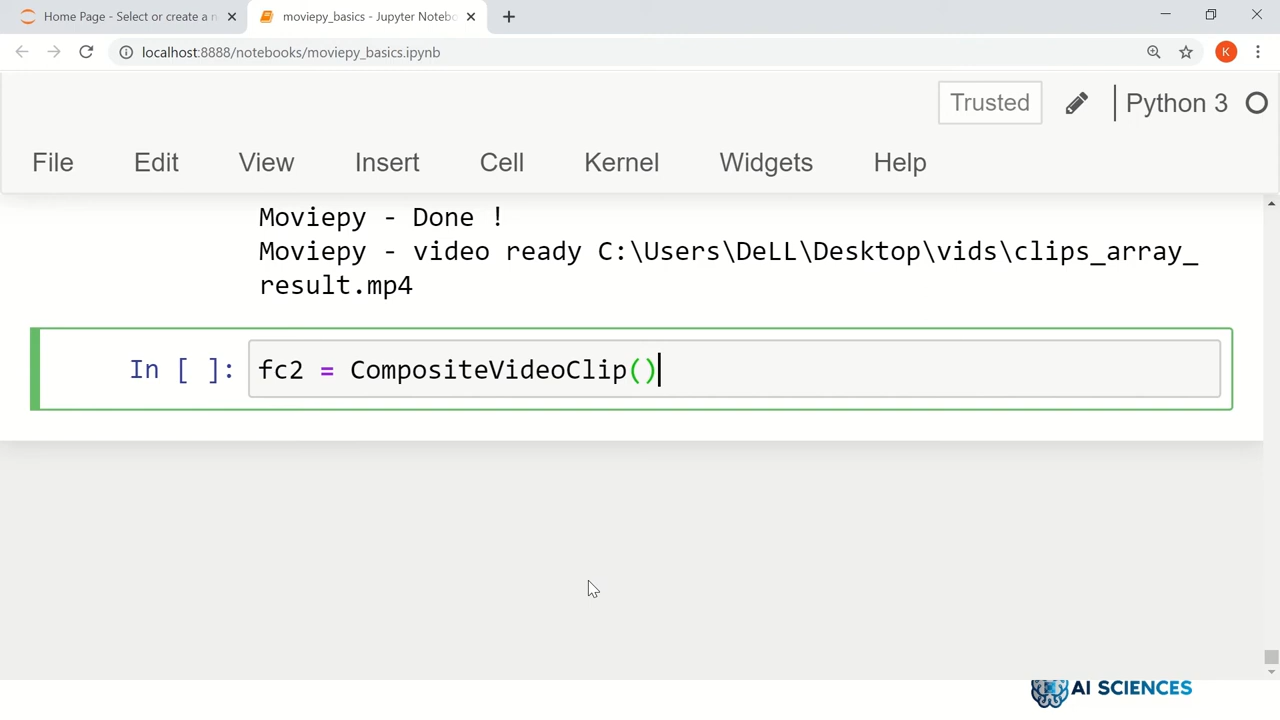 Home Page - Select or create a n
moviepy_basics - Jupyter Notebo
localhost:8888/notebooks/moviepy_basics.ipynb
K
Trusted
Python 3
File Edit View Insert Cell Kernel Widgets Help
Moviepy - Done !
Moviepy - video ready C:\Users\DeLL\Desktop\vids\clips_array_
result.mp4
In [ ]: fc2 = CompositeVideoClip()
AI SCIENCES